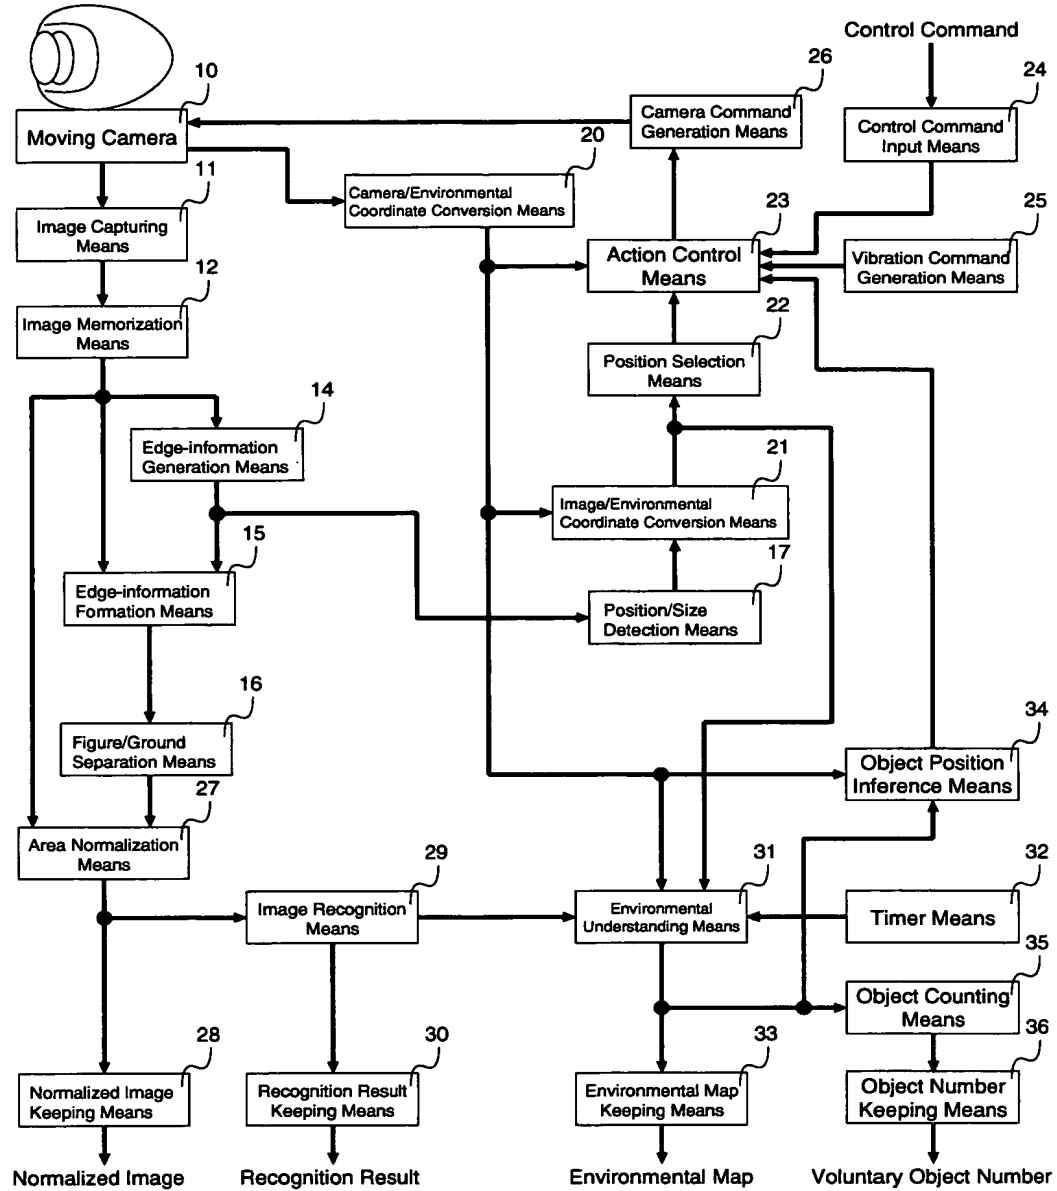 Control Command
26
24
10
Camera Command
Generation Means
Control Command
Input Means
Moving Camera
20
11
Camera/Environmental
Coordinate Conversion Means
23
25
Image Capturing
Means
Action Control
Means
Vibration Command
Generation Means
12
22
Image Memorization
Means
Position Selection
Means
14
Edge-information
Generation Means
21
Image/Environmental
Coordinate Conversion Means
15
17
Edge-information
Formation Means
Position/Size
Detection Means
16
34
Figure/Ground
Separation Means
Object Position
Inference Means
27
Area Normalization
Means
29
31
32
Image Recognition
Means
Environmental
Understanding Means
Timer Means
35
Object Counting
Means
28
30
33
36
Normalized Image
Keeping Means
Recognition Result
Keeping Means
Environmental Map
Keeping Means
Object Number
Keeping Means
Normalized Image
Recognition Result
Environmental Map
Voluntary Object Number